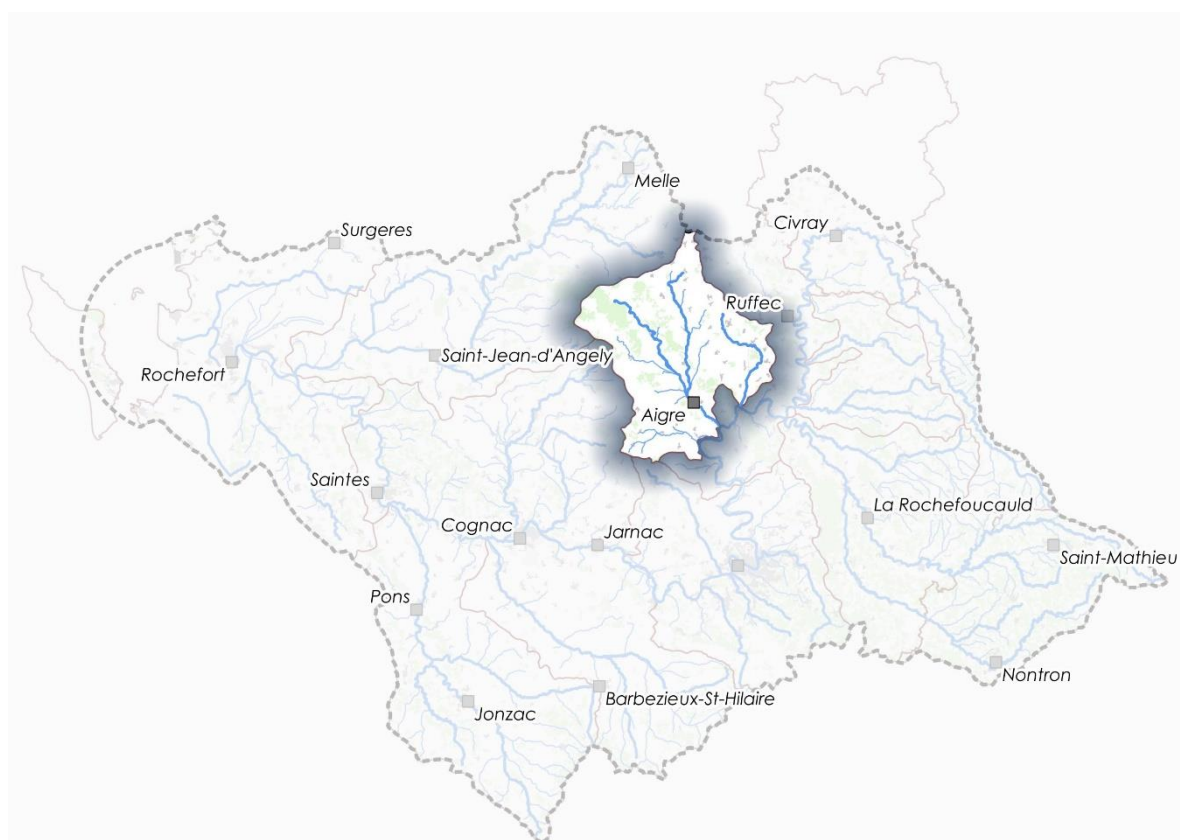 Melle
Surgeres
Civray
Ruffec
Saint-Jean-d'Angely
Rochefort
Aigre
Saintes
La Rochefoucauld
Cognac
Jarnac
Saint-Mathieu
Pons
Nontron
Barbezieux-St-Hilaire
Jonzac